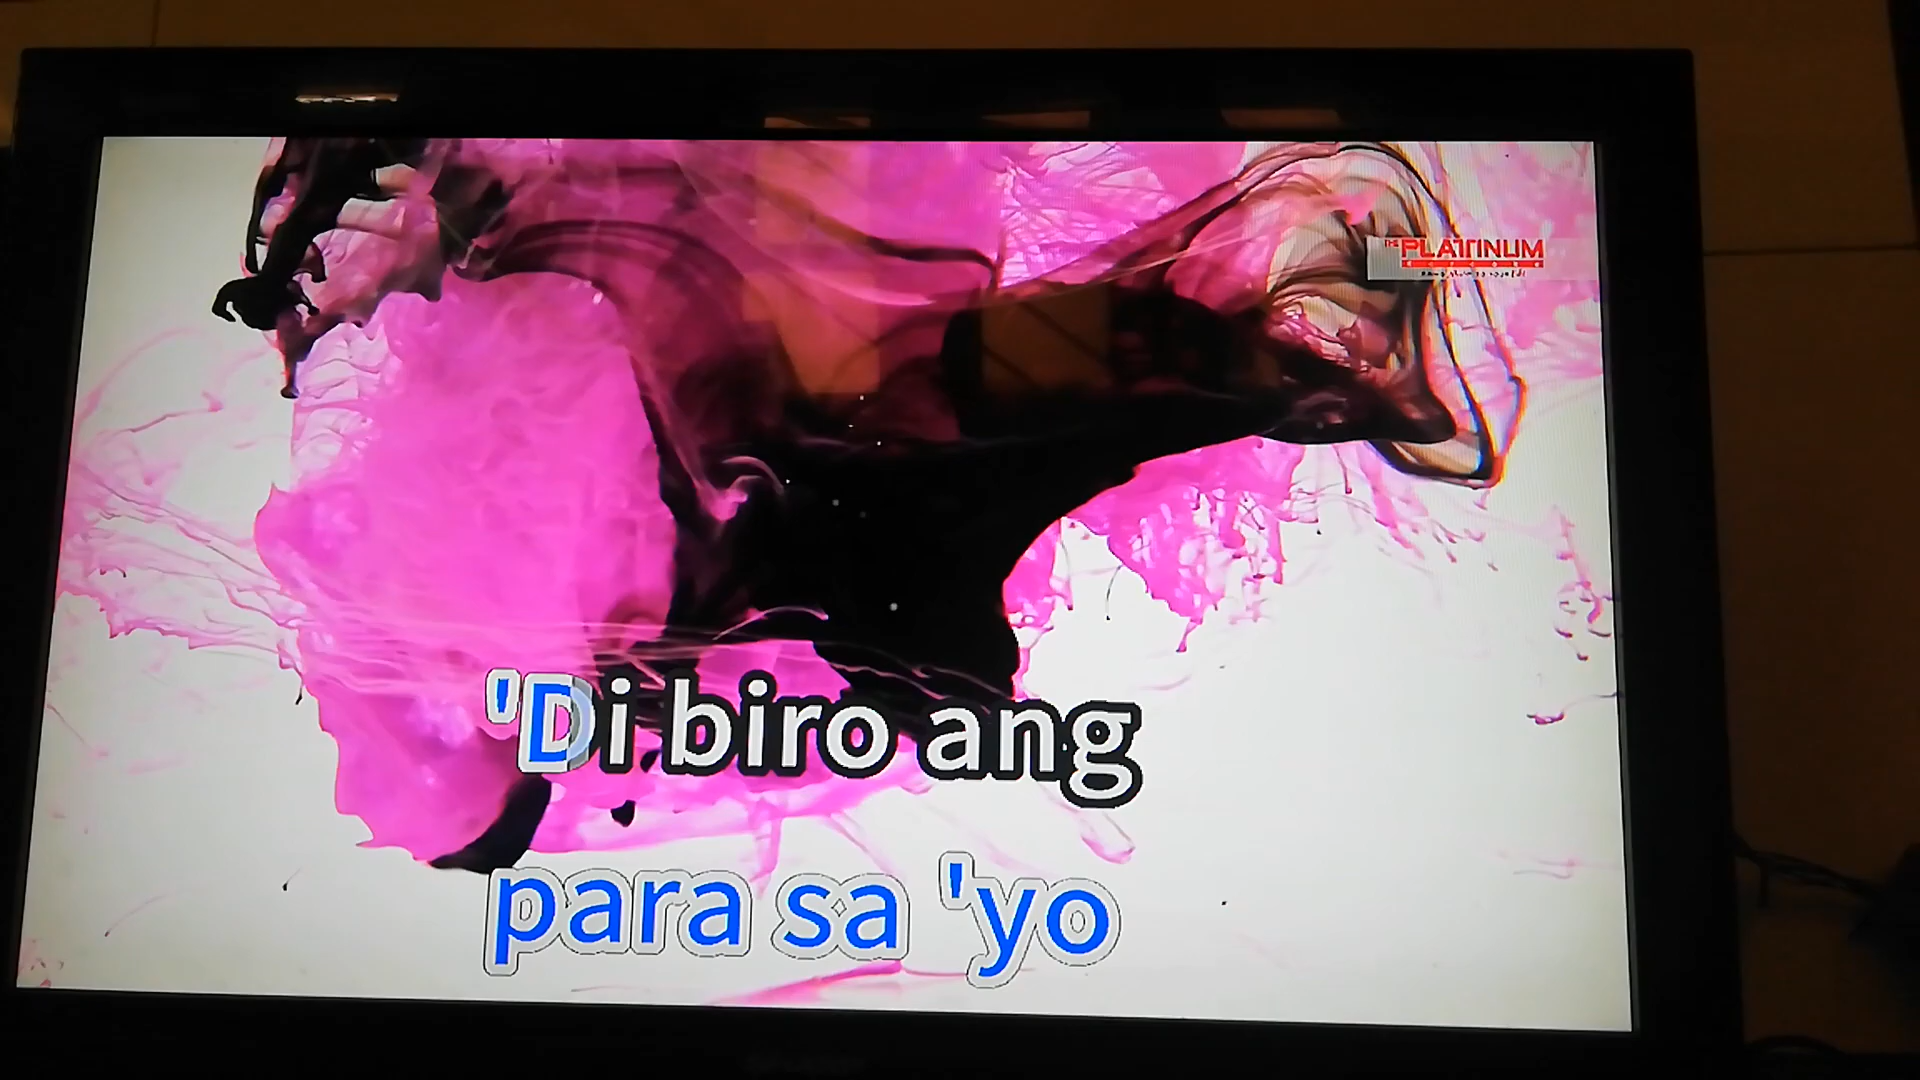 THE PLATINUM
Karaoke
'Di biro ang
para sa 'yo